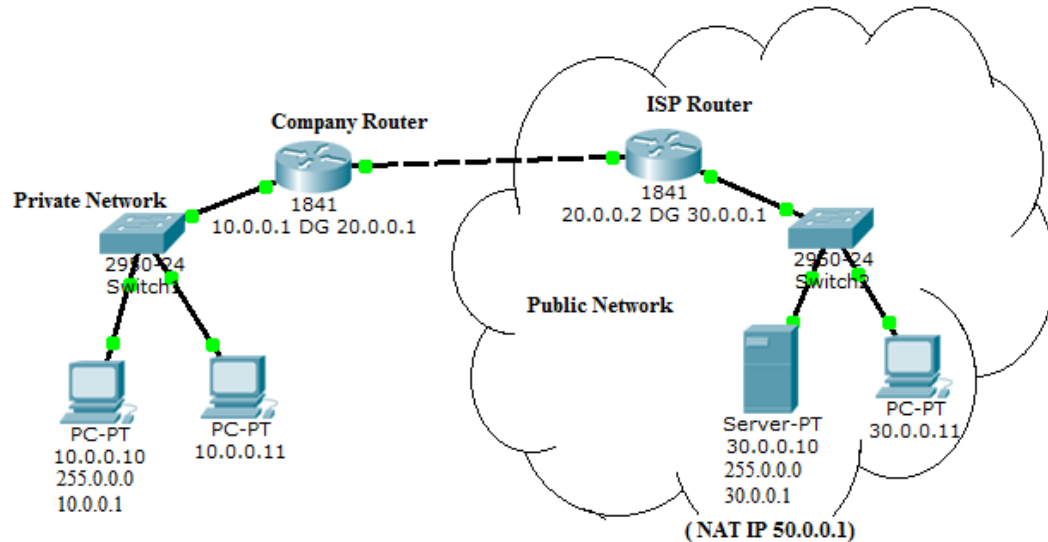 ISP Router
Company Router
1841
10.0.0.1 DG 20.0.0.1
1841
20.0.0.2 DG 30.0.0.1
Private Network
2950-24
Switch1
2950-24
Switch2
Public Network
PC-PT
10.0.0.10
255.0.0.0
10.0.0.1
PC-PT
10.0.0.11
Server-PT
30.0.0.10
255.0.0.0
30.0.0.1
( NAT IP 50.0.0.1)
PC-PT
30.0.0.11